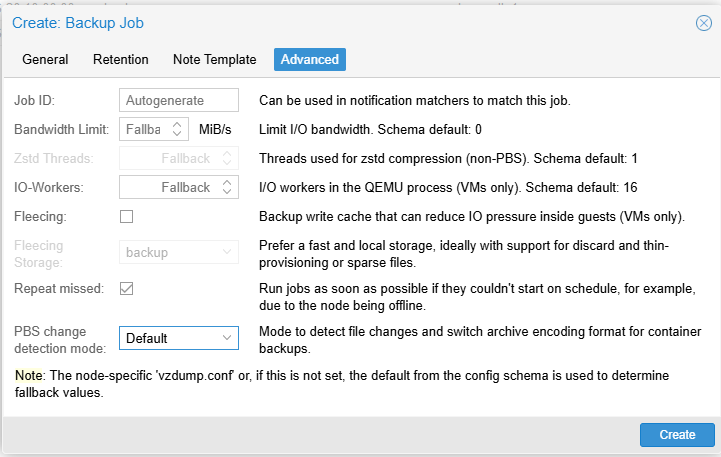 Create: Backup Job
General Retention Note Template Advanced
Job ID: Autogenerate Can be used in notification matchers to match this job.
Bandwidth Limit: Fallba MiB/s Limit I/O bandwidth. Schema default: 0
Zstd Threads: Fallback Threads used for zstd compression (non-PBS). Schema default: 1
IO-Workers: Fallback I/O workers in the QEMU process (VMs only). Schema default: 16
Fleecing: Backup write cache that can reduce IO pressure inside guests (VMs only).
Fleecing Storage: backup Prefer a fast and local storage, ideally with support for discard and thin-
provisioning or sparse files.
Repeat missed: Run jobs as soon as possible if they couldn't start on schedule, for example,
due to the node being offline.
PBS change detection mode: Default Mode to detect file changes and switch archive encoding format for container
backups.
Note: The node-specific 'vzdump.conf' or, if this is not set, the default from the config schema is used to determine
fallback values.
Create